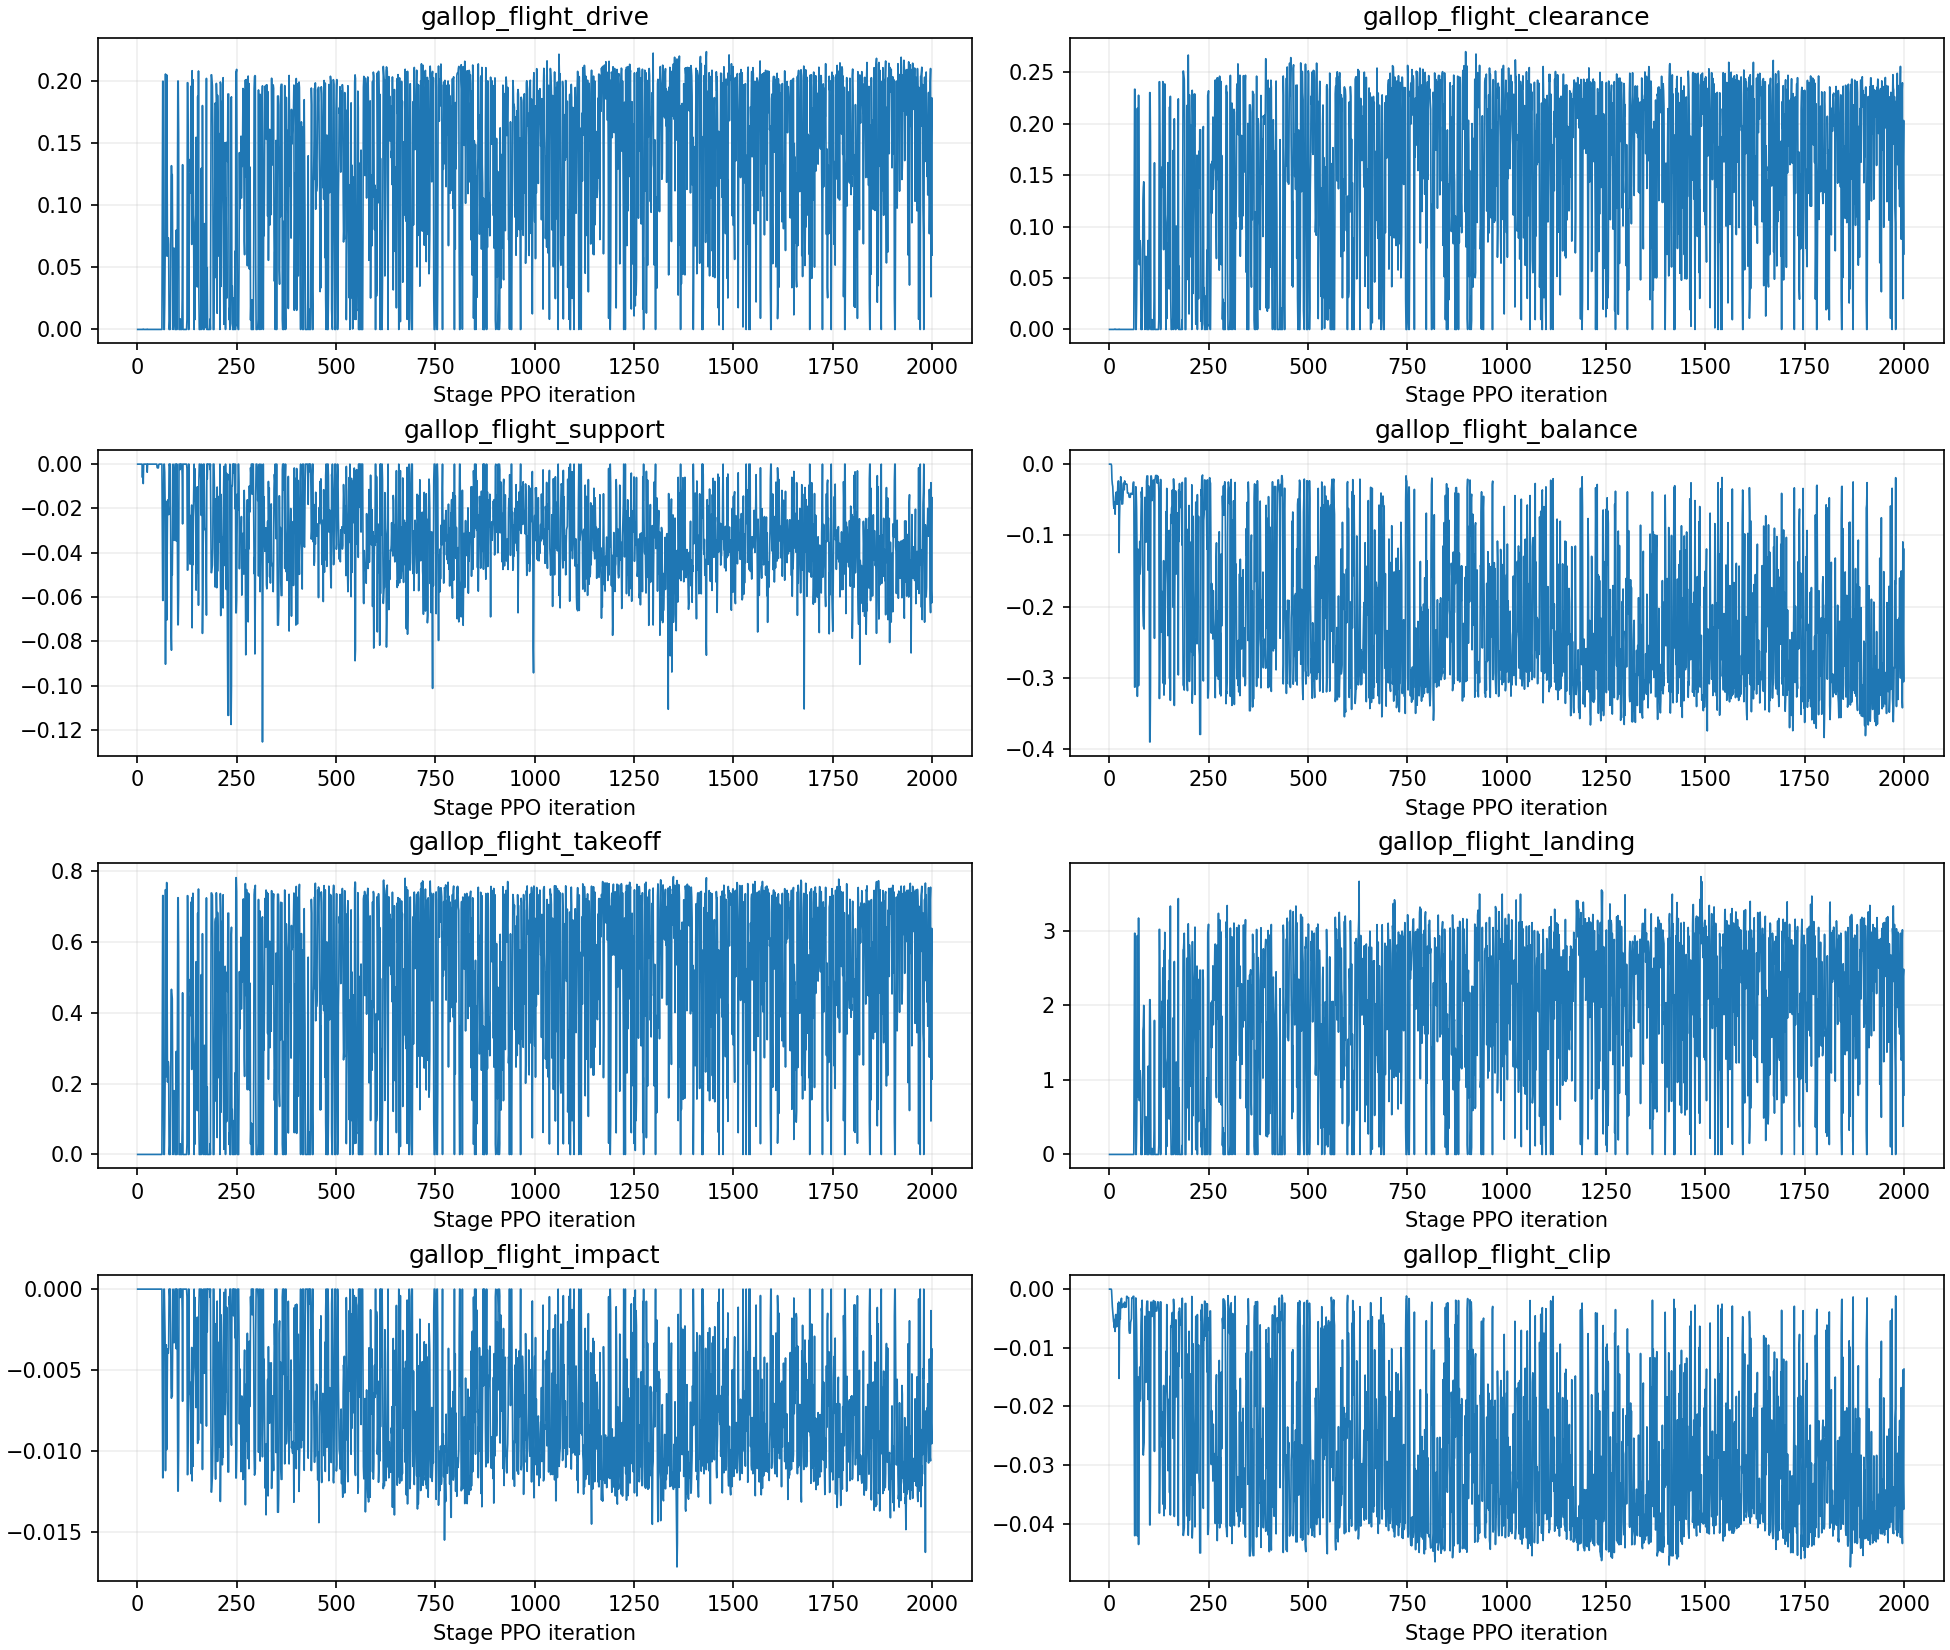 gallop_flight_drive
0.20
0.15
0.10
0.05
0.00
0 250 500 750 1000 1250 1500 1750 2000
Stage PPO iteration
gallop_flight_clearance
0.25
0.20
0.15
0.10
0.05
0.00
0 250 500 750 1000 1250 1500 1750 2000
Stage PPO iteration
gallop_flight_support
0.00
−0.02
−0.04
−0.06
−0.08
−0.10
−0.12
0 250 500 750 1000 1250 1500 1750 2000
Stage PPO iteration
gallop_flight_balance
0.0
−0.1
−0.2
−0.3
−0.4
0 250 500 750 1000 1250 1500 1750 2000
Stage PPO iteration
gallop_flight_takeoff
0.8
0.6
0.4
0.2
0.0
0 250 500 750 1000 1250 1500 1750 2000
Stage PPO iteration
gallop_flight_landing
3
2
1
0
0 250 500 750 1000 1250 1500 1750 2000
Stage PPO iteration
gallop_flight_impact
0.000
−0.005
−0.010
−0.015
0 250 500 750 1000 1250 1500 1750 2000
Stage PPO iteration
gallop_flight_clip
0.00
−0.01
−0.02
−0.03
−0.04
0 250 500 750 1000 1250 1500 1750 2000
Stage PPO iteration